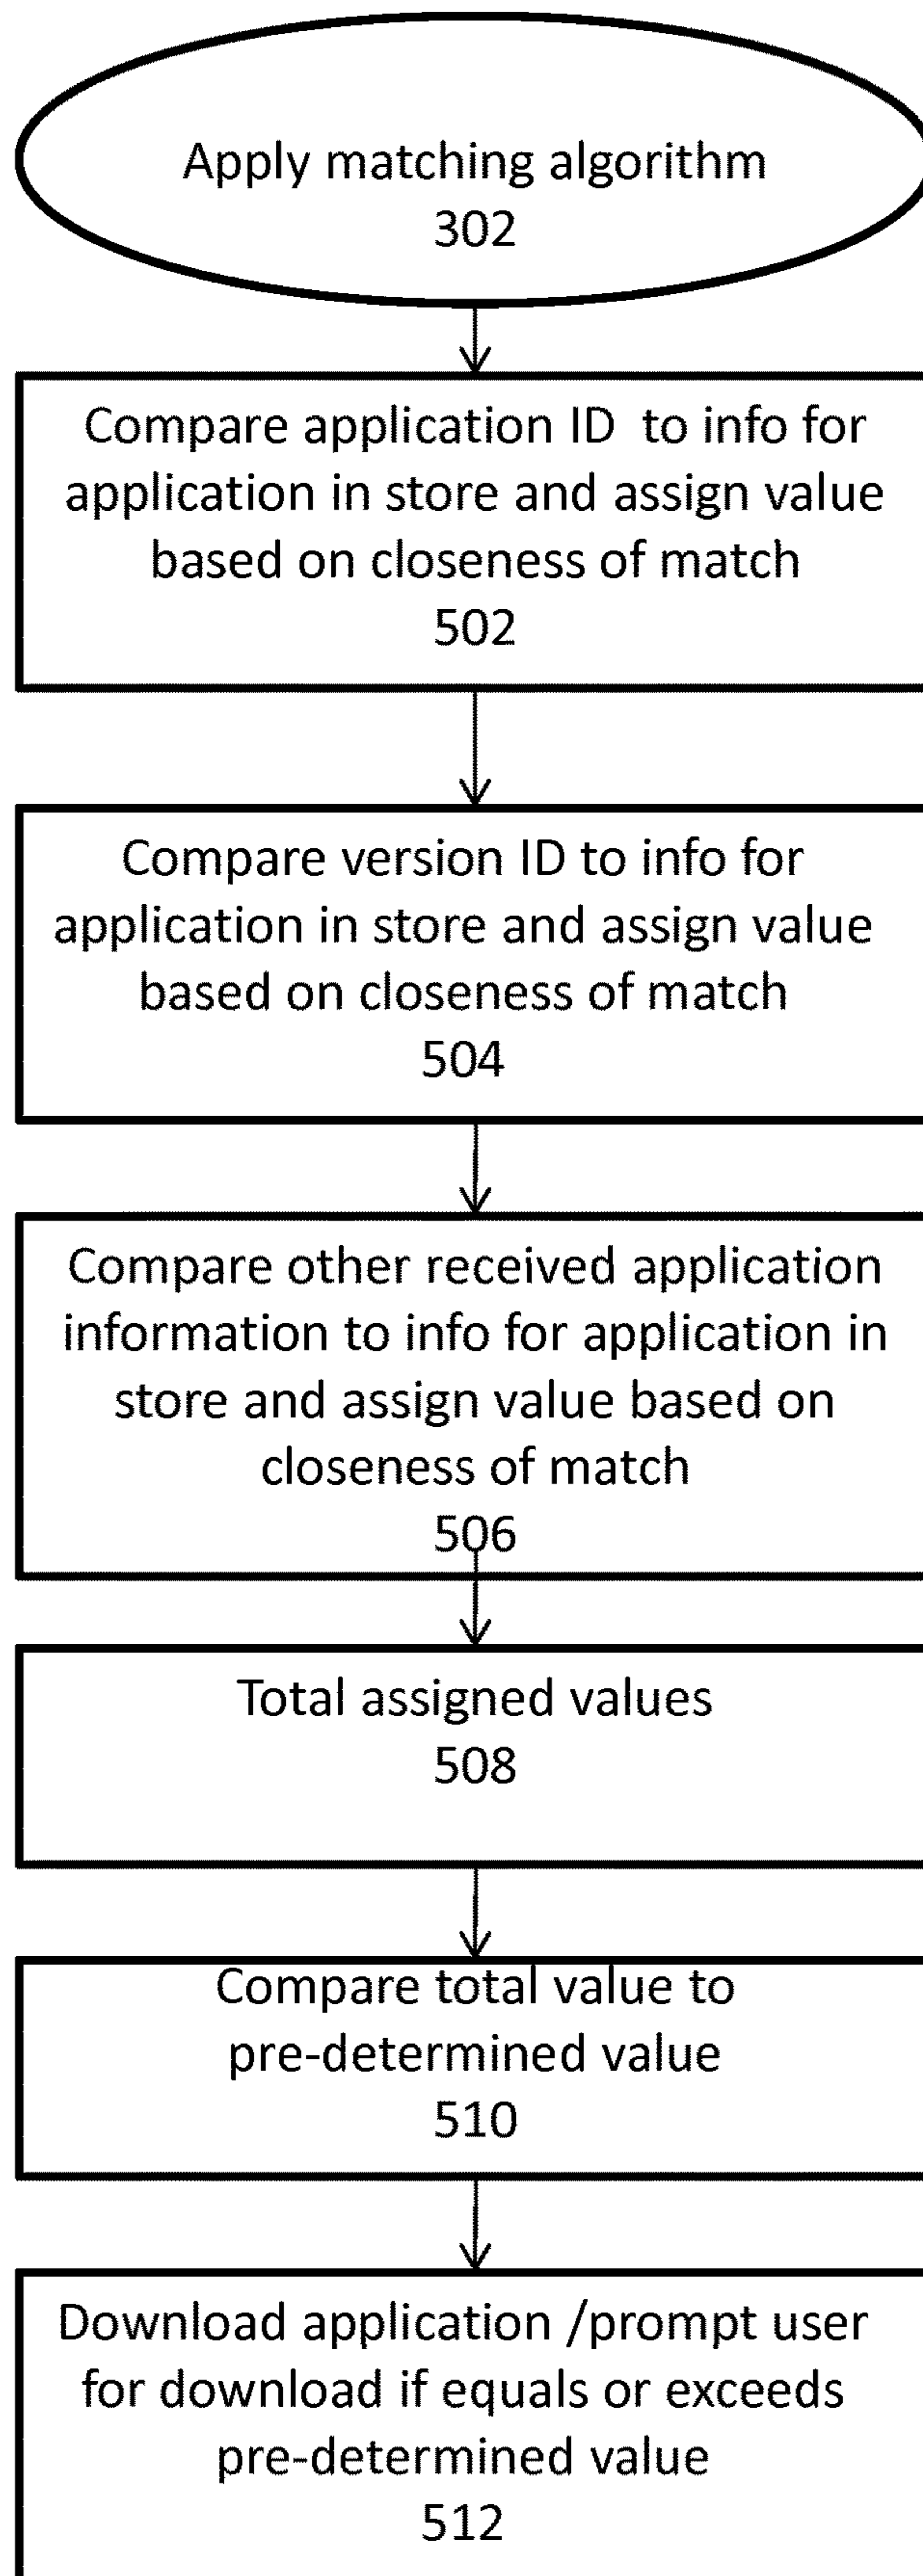 Apply matching algorithm
302
Compare application ID  to info for
application in store and assign value
based on closeness of match
502
Compare version ID to info for
application in store and assign value
based on closeness of match
504
Compare other received application
information to info for application in
store and assign value based on
closeness of match
506
Total assigned values
508
Compare total value to
pre-determined value
510
Download application /prompt user
for download if equals or exceeds
pre-determined value
512